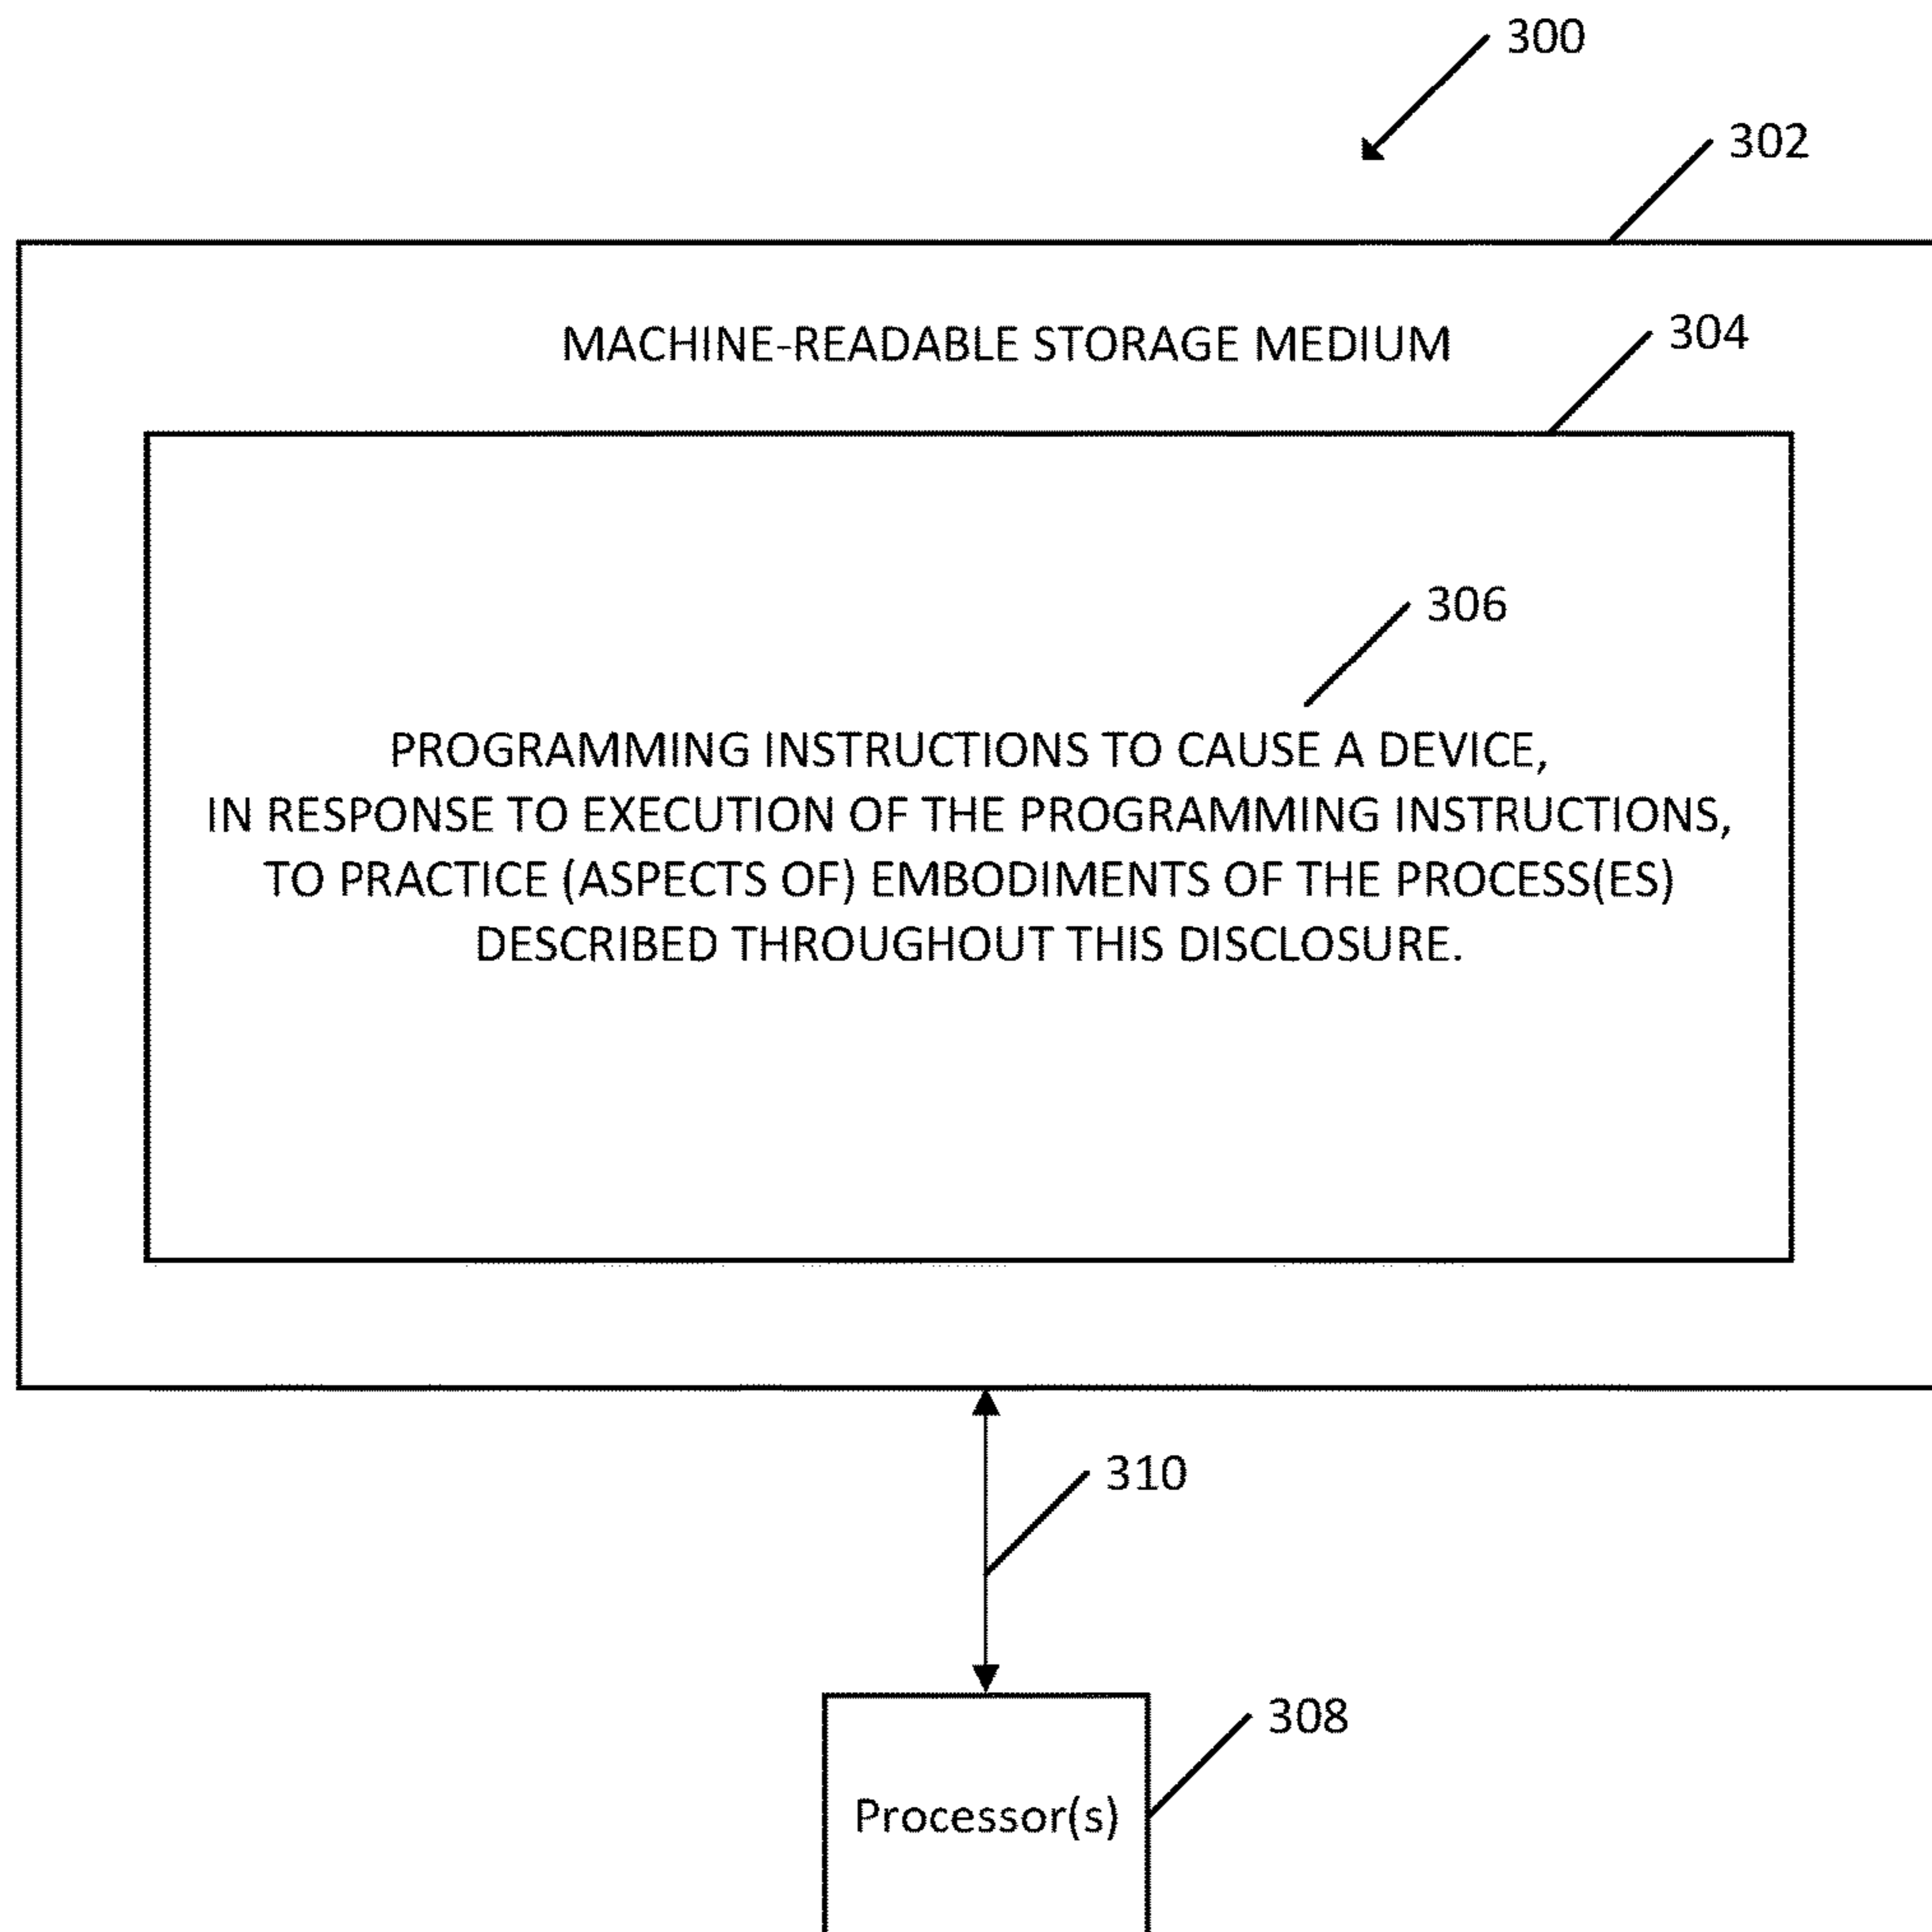 300
302
MACHINE-READABLE STORAGE MEDIUM
304
306
PROGRAMMING INSTRUCTIONS TO CAUSE A DEVICE,
IN RESPONSE TO EXECUTION OF THE PROGRAMMING INSTRUCTIONS,
TO PRACTICE (ASPECTS OF) EMBODIMENTS OF THE PROCESS(ES)
DESCRIBED THROUGHOUT THIS DISCLOSURE.
310
308
Processor(s)